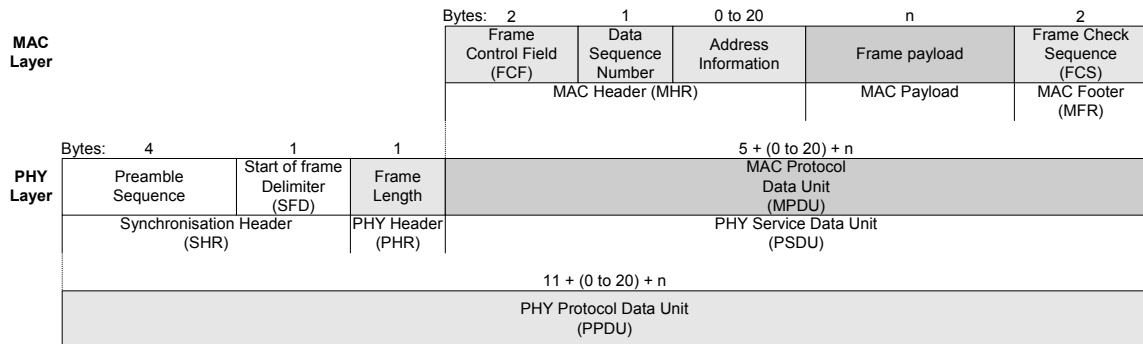 Bytes: 2 1 0 to 20 n 2
MAC
Layer
Frame
Control Field
(FCF)
Data
Sequence
Number
Address
Information
Frame payload
Frame Check
Sequence
(FCS)
MAC Header (MHR)
MAC Payload
MAC Footer
(MFR)
Bytes: 4 1 1 5 + (0 to 20) + n
PHY
Layer
Preamble
Sequence
Start of frame
Delimiter
(SFD)
Frame
Length
MAC Protocol
Data Unit
(MPDU)
Synchronisation Header
(SHR)
PHY Header
(PHR)
PHY Service Data Unit
(PSDU)
11 + (0 to 20) + n
PHY Protocol Data Unit
(PPDU)